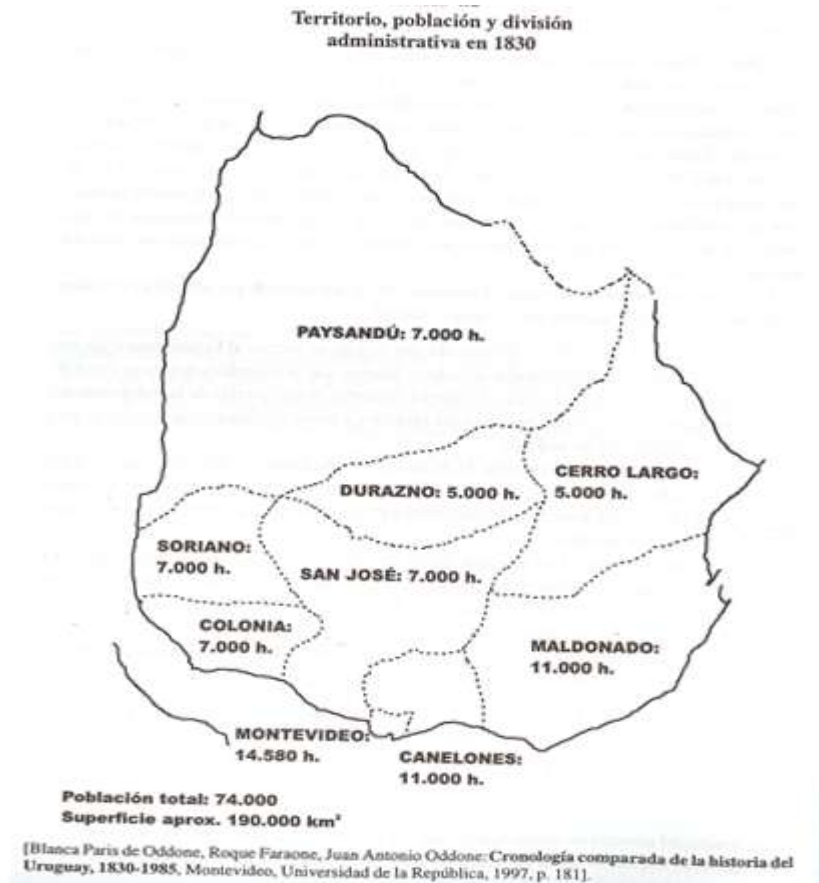 Territorio, población y división
administrativa en 1830
PAYSANDÚ: 7.000 h.
DURAZNO: 5.000 h.
CERRO LARGO:
5.000 h.
SORIANO:
7.000 h.
SAN JOSÉ: 7.000 h.
COLONIA:
7.000 h.
MALDONADO:
11.000 h.
MONTEVIDEO:
14.580 h.
CANELONES:
11.000 h.
Población total: 74.000
Superficie aprox. 190.000 km²
[Blanca Paris de Oddone, Roque Faraone, Juan Antonio Oddone: Cronología comparada de la historia del
Uruguay, 1830-1985, Montevideo, Universidad de la República, 1997, p. 181].